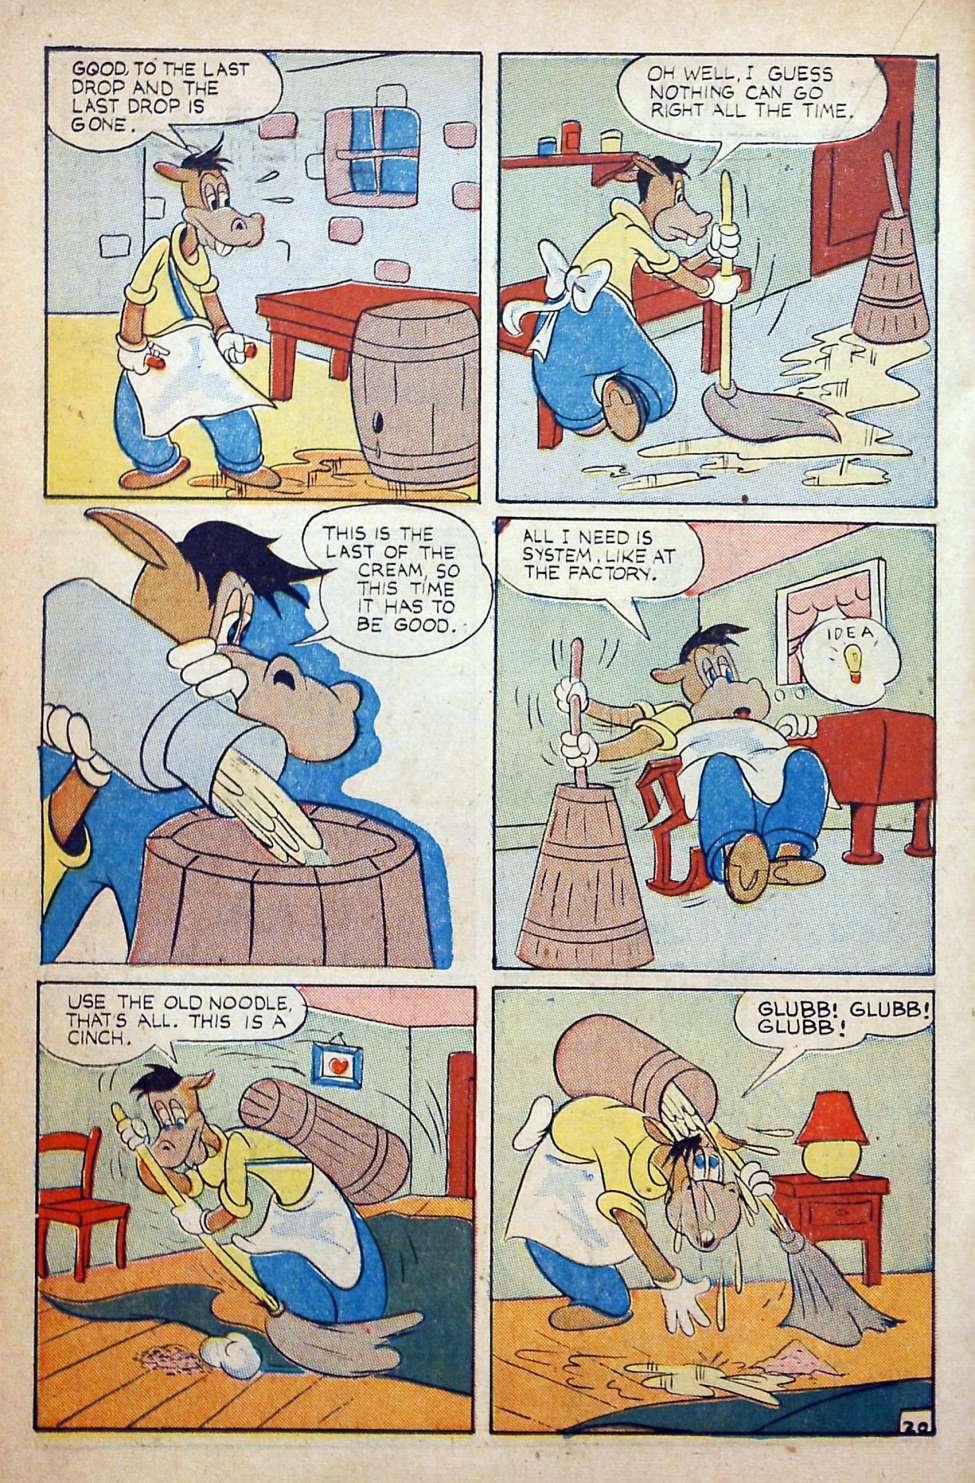 GOOD, TO THE LAST
DROP AND THE
LAST DROP IS
GONE.
OH WELL, I GUESS
NOTHING CAN GO
RIGHT ALL THE TIME.
THIS IS THE
LAST OF THE
CREAM, SO
THIS TIME
IT HAS TO
BE GOOD.
ALL I NEED IS
SYSTEM, LIKE AT
THE FACTORY.
IDEA
USE THE OLD NOODLE,
THAT'S ALL. THIS IS A
CINCH.
GLUBB! GLUBB!
GLUBB!
20